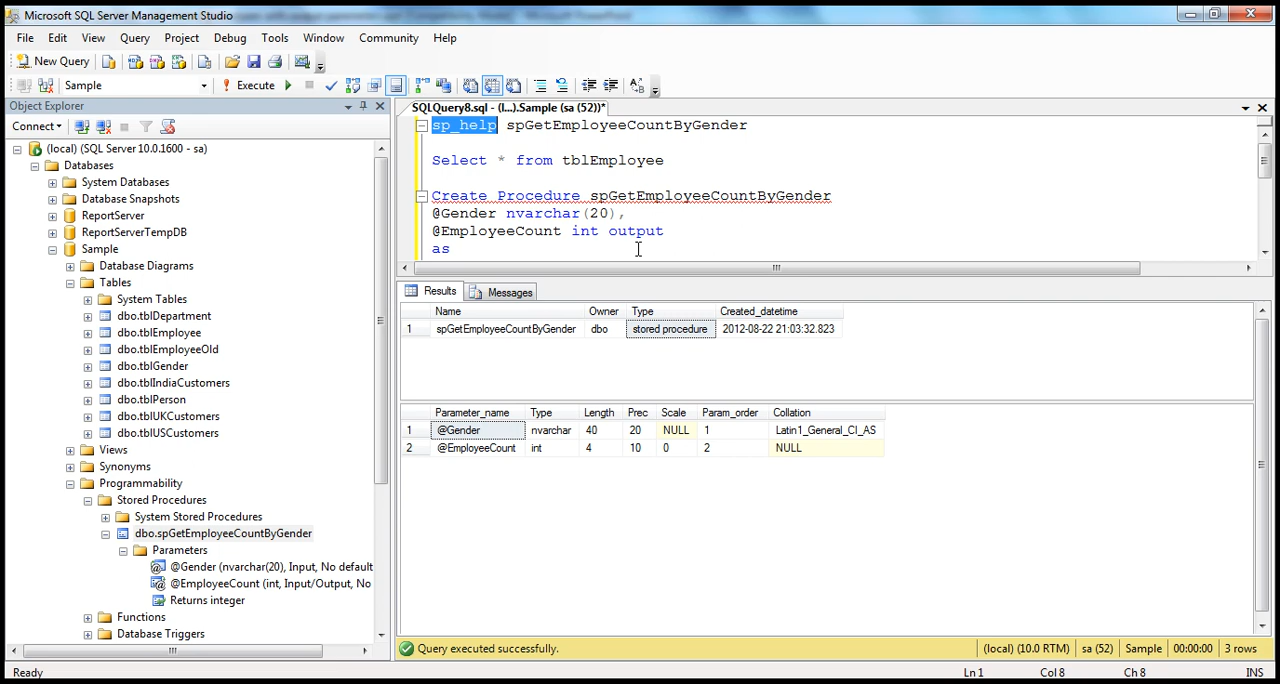 Microsoft SQL Server Management Studio
File Edit View Query Project Debug Tools Window Community Help
New Query
Sample Execute
Object Explorer
Connect
(local) (SQL Server 10.0.1600 - sa)
Databases
System Databases
Database Snapshots
ReportServer
ReportServerTempDB
Sample
Database Diagrams
Tables
System Tables
dbo.tblDepartment
dbo.tblEmployee
dbo.tblEmployeeOld
dbo.tblGender
dbo.tblIndiaCustomers
dbo.tblPerson
dbo.tblUKCustomers
dbo.tblUSCustomers
Views
Synonyms
Programmability
Stored Procedures
System Stored Procedures
dbo.spGetEmployeeCountByGender
Parameters
@Gender (nvarchar(20), Input, No default
@EmployeeCount (int, Input/Output, No
Returns integer
Functions
Database Triggers
SQLQuery8.sql - (l...).Sample (sa (52))*
sp_help spGetEmployeeCountByGender
Select * from tblEmployee
Create Procedure spGetEmployeeCountByGender
@Gender nvarchar(20),
@EmployeeCount int output
as
Results Messages
Name Owner Type Created_datetime
1 spGetEmployeeCountByGender dbo stored procedure 2012-08-22 21:03:32.823
Parameter_name Type Length Prec Scale Param_order Collation
1 @Gender nvarchar 40 20 NULL 1 Latin1_General_CI_AS
2 @EmployeeCount int 4 10 0 2 NULL
Query executed successfully. (local) (10.0 RTM) sa (52) Sample 00:00:00 3 rows
Ready Ln 1 Col 8 Ch 8 INS